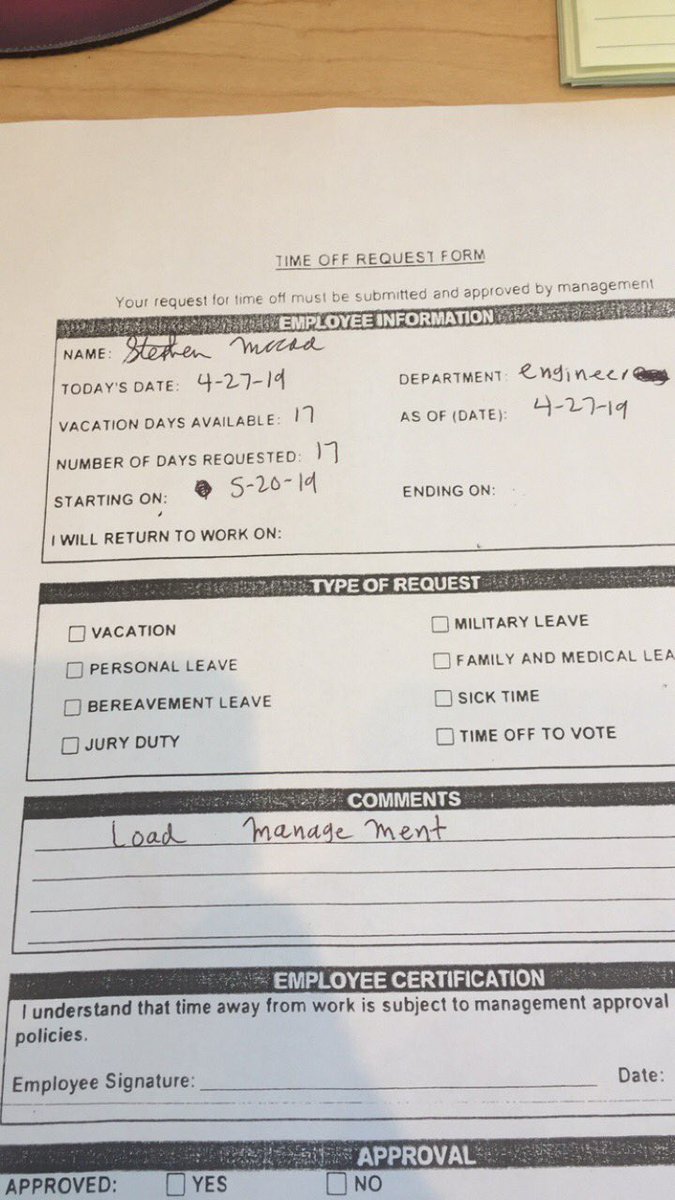 TIME OFF REQUEST FORM
Your request for time off must be submitted and approved by management
EMPLOYEE INFORMATION
NAME: Stephen
TODAY'S DATE: 4-27-19 DEPARTMENT: engineer
VACATION DAYS AVAILABLE: 17 AS OF (DATE): 4-27-19
NUMBER OF DAYS REQUESTED: 17
STARTING ON: 5-20-19 ENDING ON:
I WILL RETURN TO WORK ON:
TYPE OF REQUEST
VACATION MILITARY LEAVE
PERSONAL LEAVE FAMILY AND MEDICAL LEA
BEREAVEMENT LEAVE SICK TIME
JURY DUTY TIME OFF TO VOTE
COMMENTS
Load Manage Ment
EMPLOYEE CERTIFICATION
I understand that time away from work is subject to management approval
policies.
Employee Signature: Date:
APPROVAL
APPROVED: YES NO